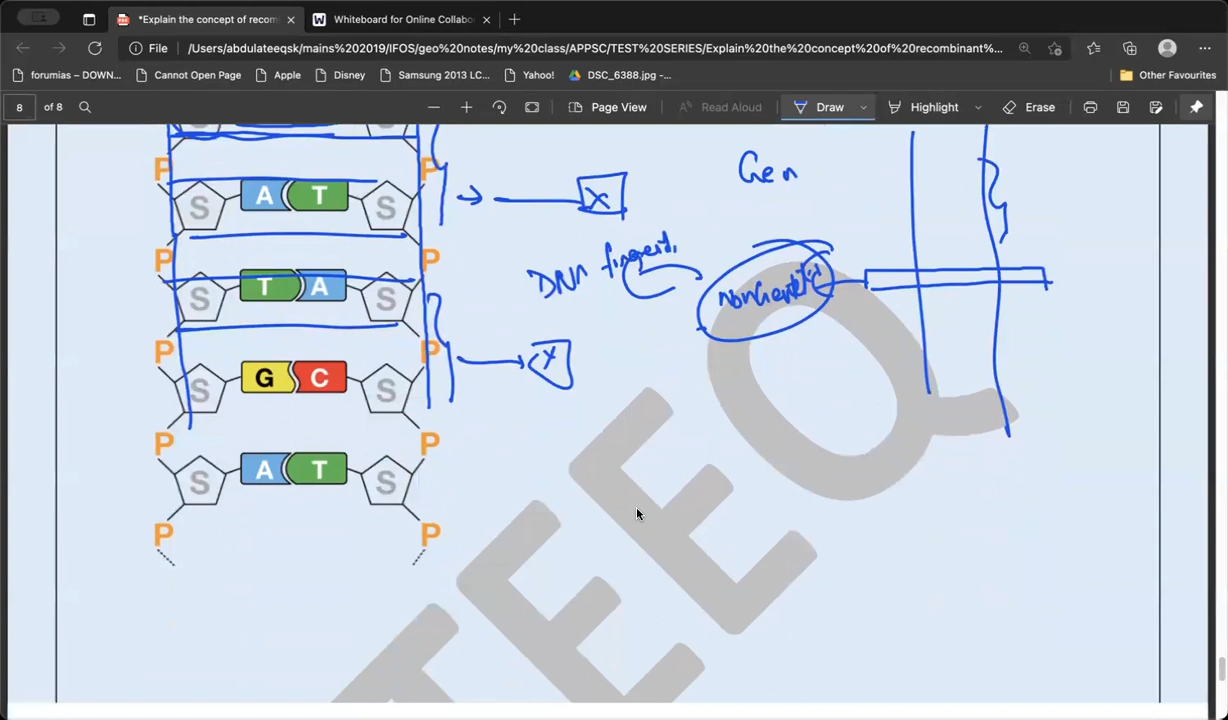 *Explain the concept of recom
Whiteboard for Online Collabo
File
/Users/abdulateeqsk/mains%202019/IFOS/geo%20notes/my%20class/APPSC/TEST%20SERIES/Explain%20the%20concept%20of%20recombinant%...
forumias – DOWN...
Cannot Open Page
Apple
Disney
Samsung 2013 LC...
Yahoo!
DSC_6388.jpg -...
Other Favourites
8 of 8
Page View
Read Aloud
Draw
Highlight
Erase
S S
P P
S A T S
X
Gen
P P
DNA
S T A S
P P
S G C S
X
P P
S A T S
P P
TEEQ